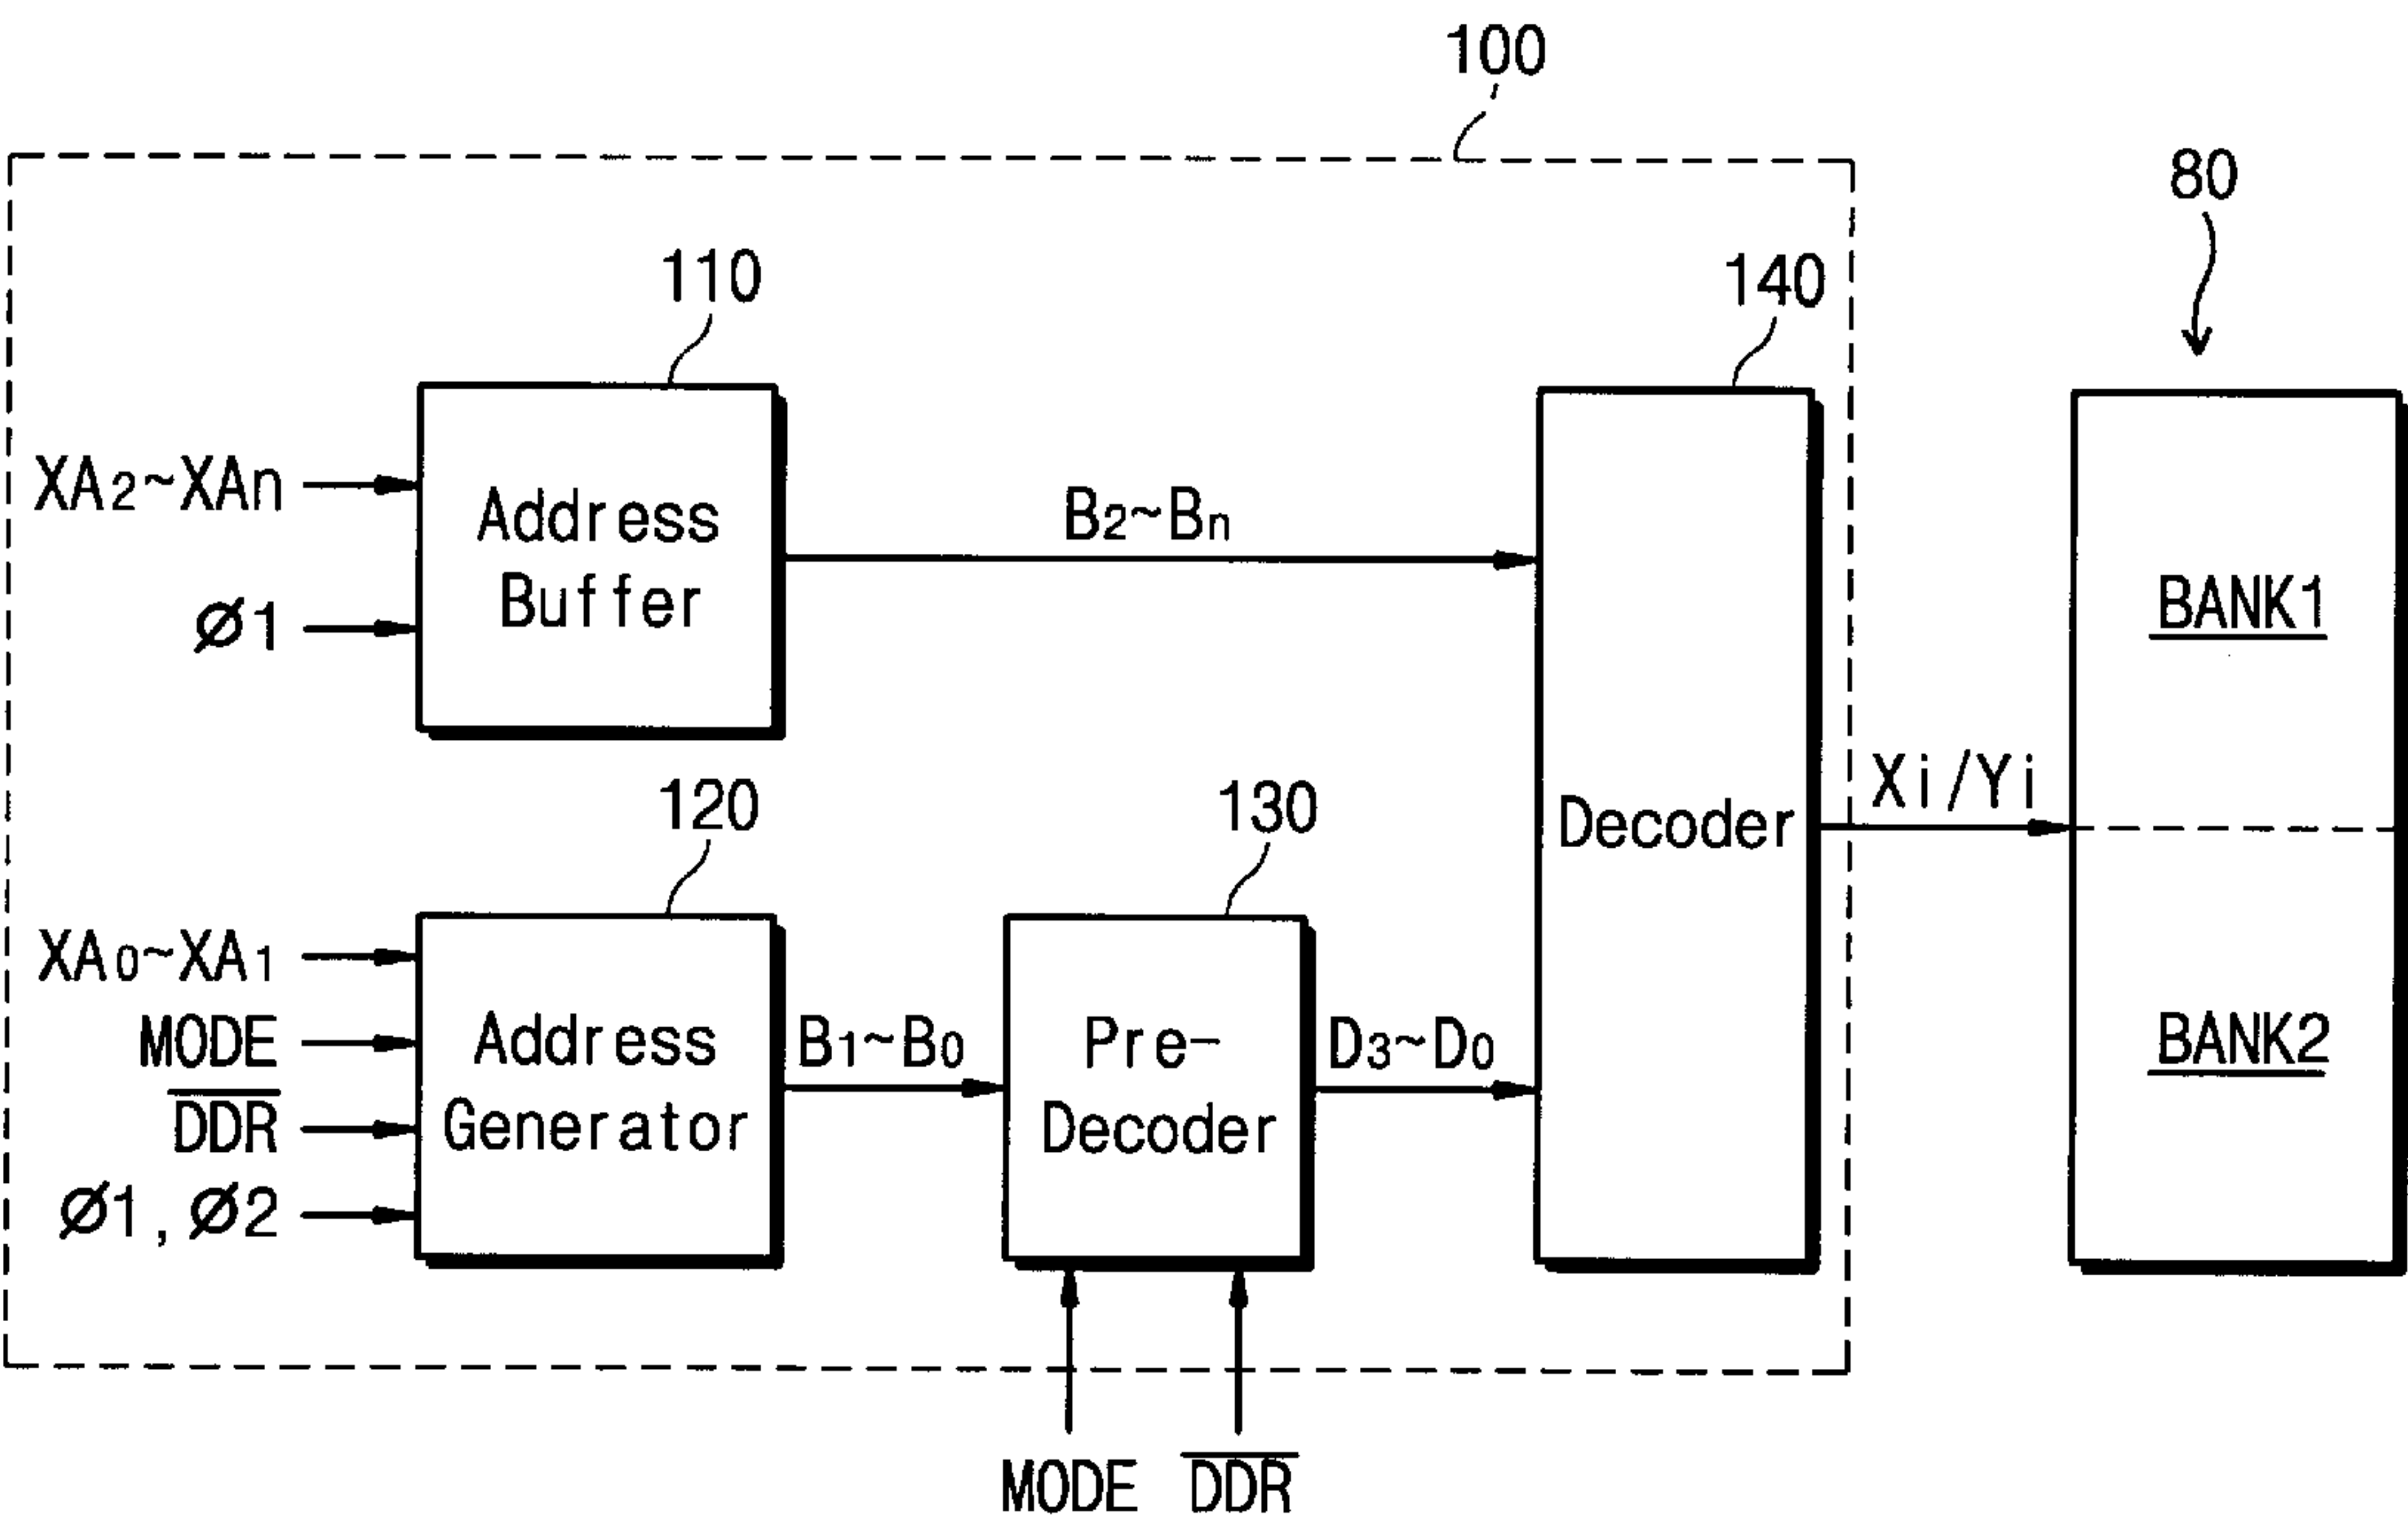 100
80
110
140
XA2~XAn
Address
Buffer
B2~Bn
Ø1
BANK1
120
130
Xi/Yi
Decoder
XA0~XA1
MODE
DDR
Ø1, Ø2
Address
Generator
B1~B0
Pre-
Decoder
D3~D0
BANK2
MODE
DDR